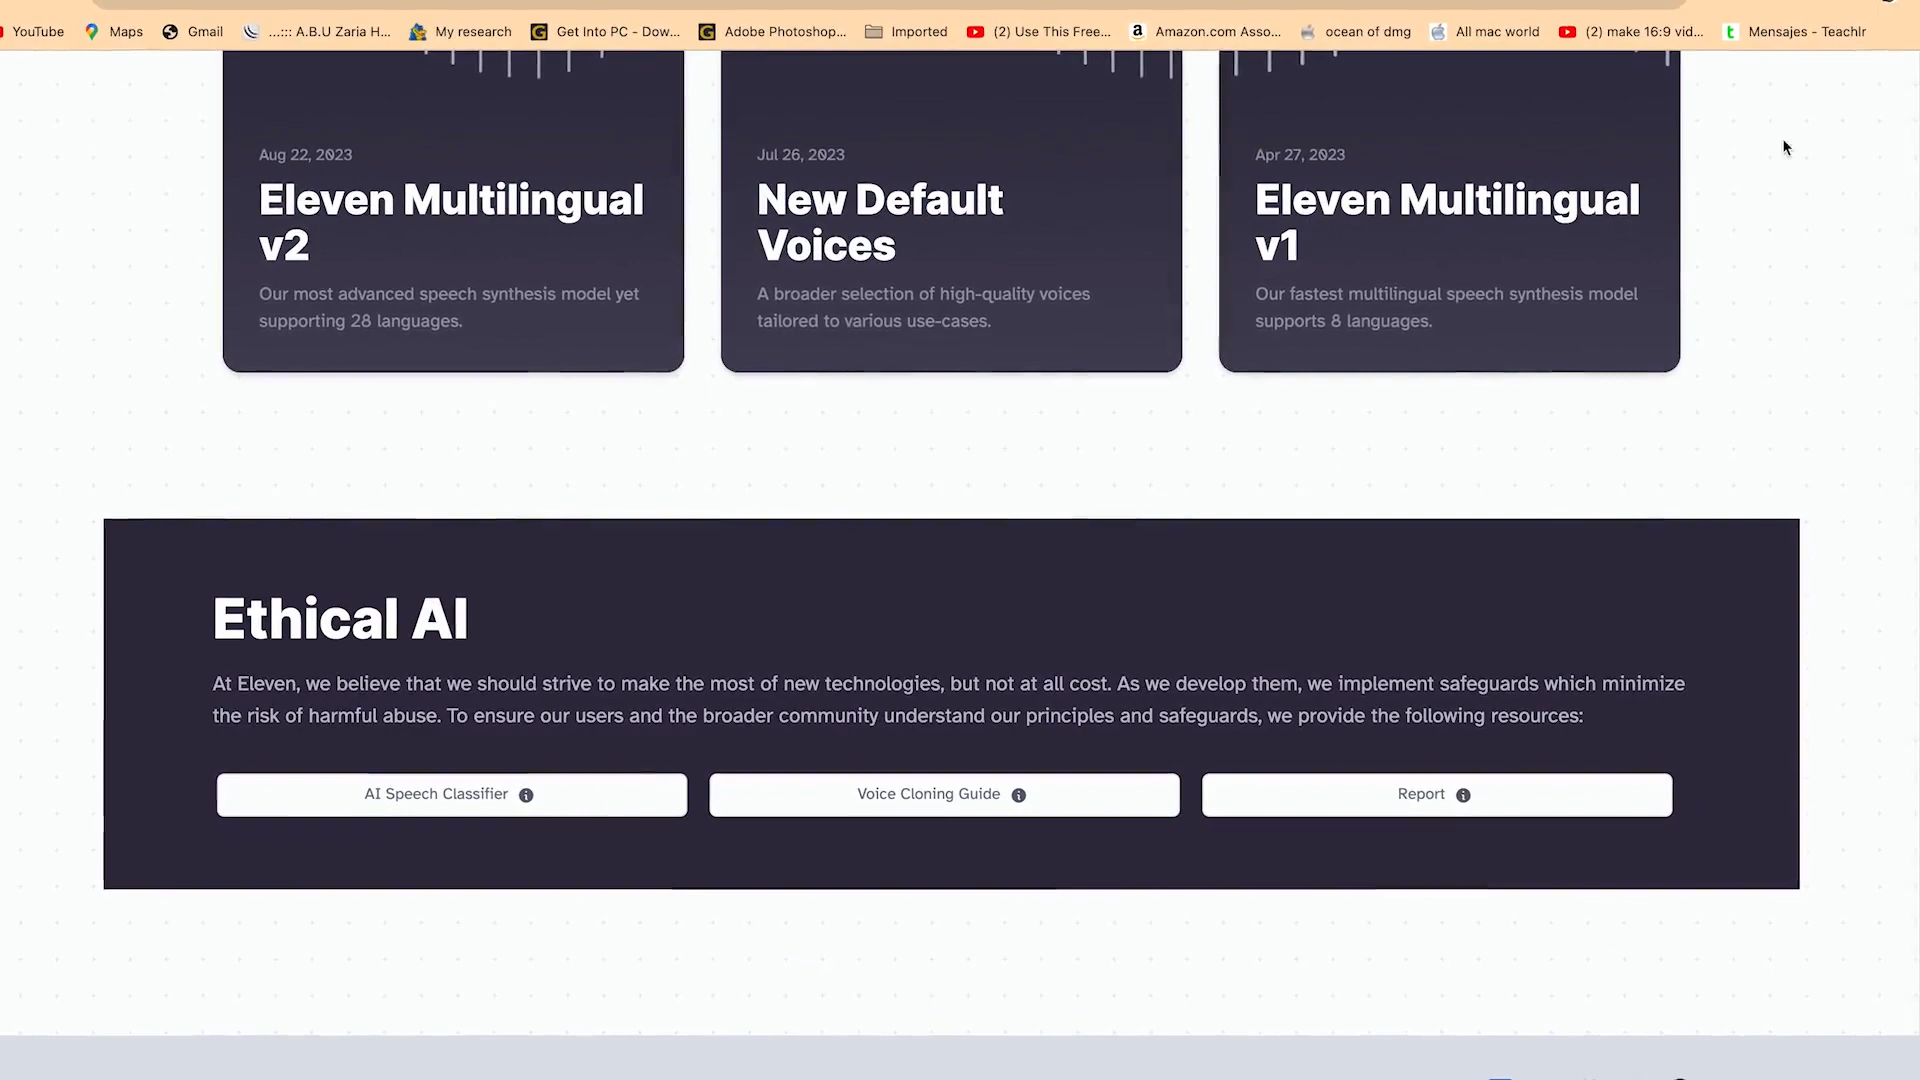 YouTube Maps Gmail ...::: A.B.U Zaria H... My research Get Into PC - Dow... Adobe Photoshop... Imported (2) Use This Free... Amazon.com Asso... ocean of dmg All mac world (2) make 16:9 vid... Mensajes - Teachlr
Aug 22, 2023
Eleven Multilingual
v2
Our most advanced speech synthesis model yet
supporting 28 languages.
Jul 26, 2023
New Default
Voices
A broader selection of high-quality voices
tailored to various use-cases.
Apr 27, 2023
Eleven Multilingual
v1
Our fastest multilingual speech synthesis model
supports 8 languages.
Ethical AI
At Eleven, we believe that we should strive to make the most of new technologies, but not at all cost. As we develop them, we implement safeguards which minimize
the risk of harmful abuse. To ensure our users and the broader community understand our principles and safeguards, we provide the following resources:
AI Speech Classifier
Voice Cloning Guide
Report